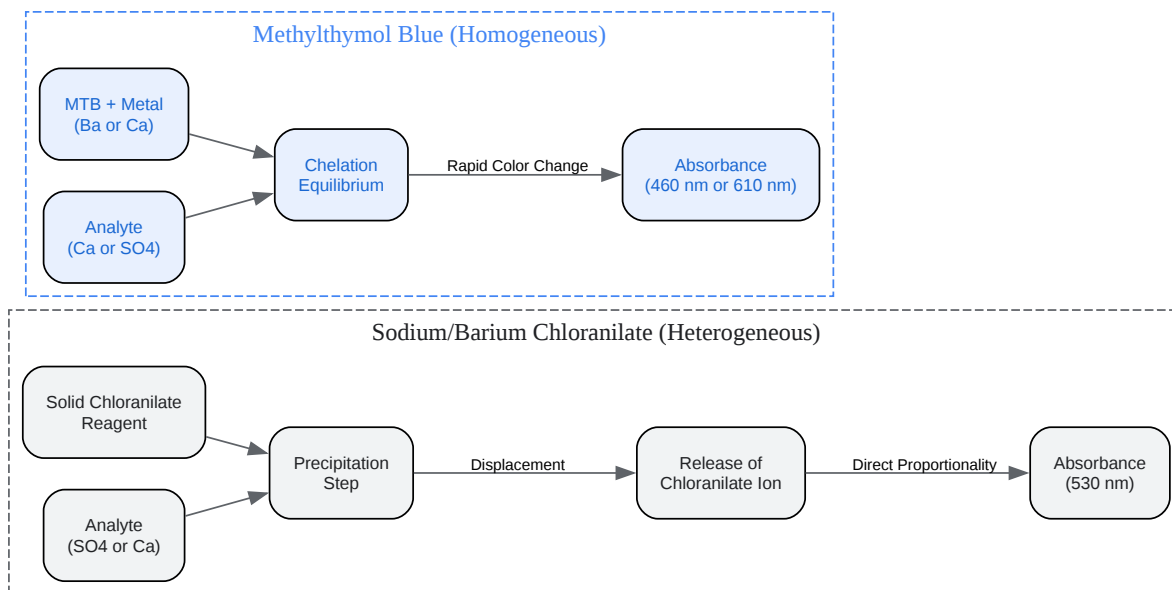 Methylthymol Blue (Homogeneous)
MTB + Metal
(Ba or Ca)
Analyte
(Ca or SO4)
Chelation
Equilibrium
Rapid Color Change
Absorbance
(460 nm or 610 nm)
Sodium/Barium Chloranilate (Heterogeneous)
Solid Chloranilate
Reagent
Analyte
(SO4 or Ca)
Precipitation
Step
Displacement
Release of
Chloranilate Ion
Direct Proportionality
Absorbance
(530 nm)